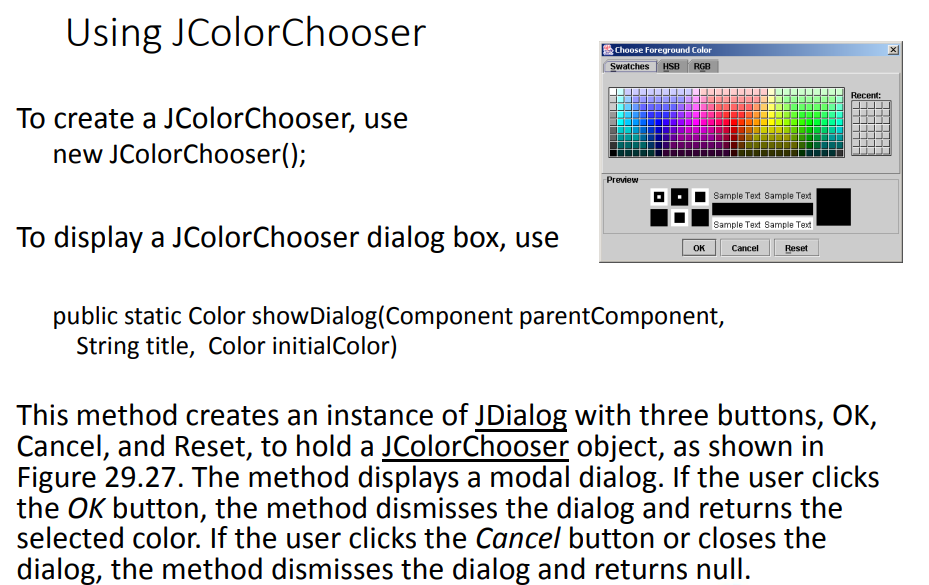 Using JColorChooser
Choose Foreground Color
Swatches HSB RGB
Recent:
Preview
Sample Text Sample Text
Sample Text Sample Text
OK Cancel Reset
To create a JColorChooser, use
new JColorChooser();
To display a JColorChooser dialog box, use
public static Color showDialog(Component parentComponent,
String title, Color initialColor)
This method creates an instance of JDialog with three buttons, OK,
Cancel, and Reset, to hold a JColorChooser object, as shown in
Figure 29.27. The method displays a modal dialog. If the user clicks
the OK button, the method dismisses the dialog and returns the
selected color. If the user clicks the Cancel button or closes the
dialog, the method dismisses the dialog and returns null.